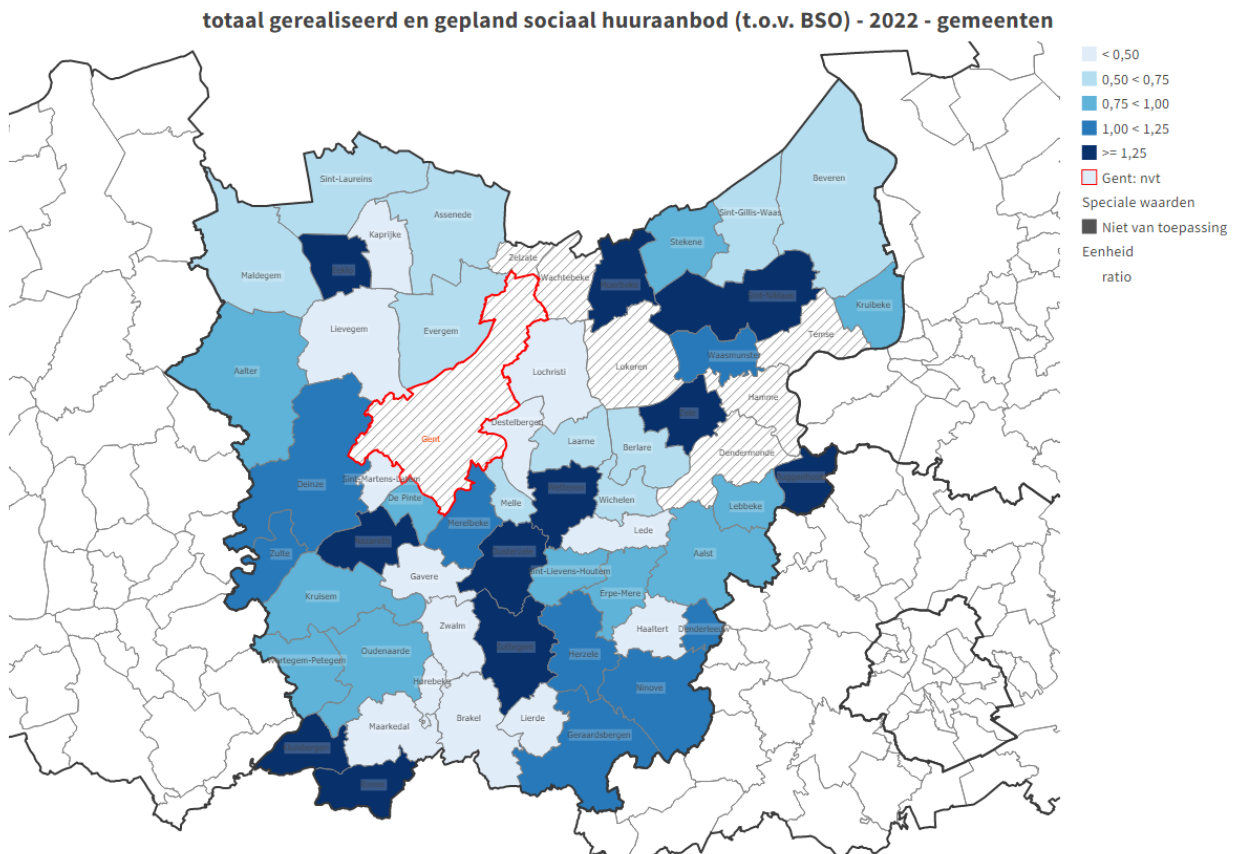 totaal gerealiseerd en gepland sociaal huuraanbod (t.o.v. BSO) - 2022 - gemeenten
< 0,50
0,50 < 0,75
0,75 < 1,00
1,00 < 1,25
>= 1,25
Gent: nvt
Speciale waarden
Niet van toepassing
Eenheid
ratio
Beveren
Sint-Laureins
Assenede
Sint-Gillis-Waas
Kaprijke
Stekene
Zelzate
Maldegem
Wachtebeke
Kruibeke
Lievegem
Evergem
Temse
Waasmunster
Lokeren
Aalter
Lochristi
Hamme
Destelbergen
Gent
Laarne
Berlare
Dendermonde
Sint-Martens-Latem
Deinze
De Pinte
Melle
Wichelen
Lebbeke
Merelbeke
Lede
Zulte
Aalst
Gavere
Sint-Lievens-Houtem
Erpe-Mere
Kruisem
Zwalm
Haaltert
Denderleeuw
Oudenaarde
Herzele
Wortegem-Petegem
Horebeke
Ninove
Maarkedal
Brakel
Lierde
Geraardsbergen